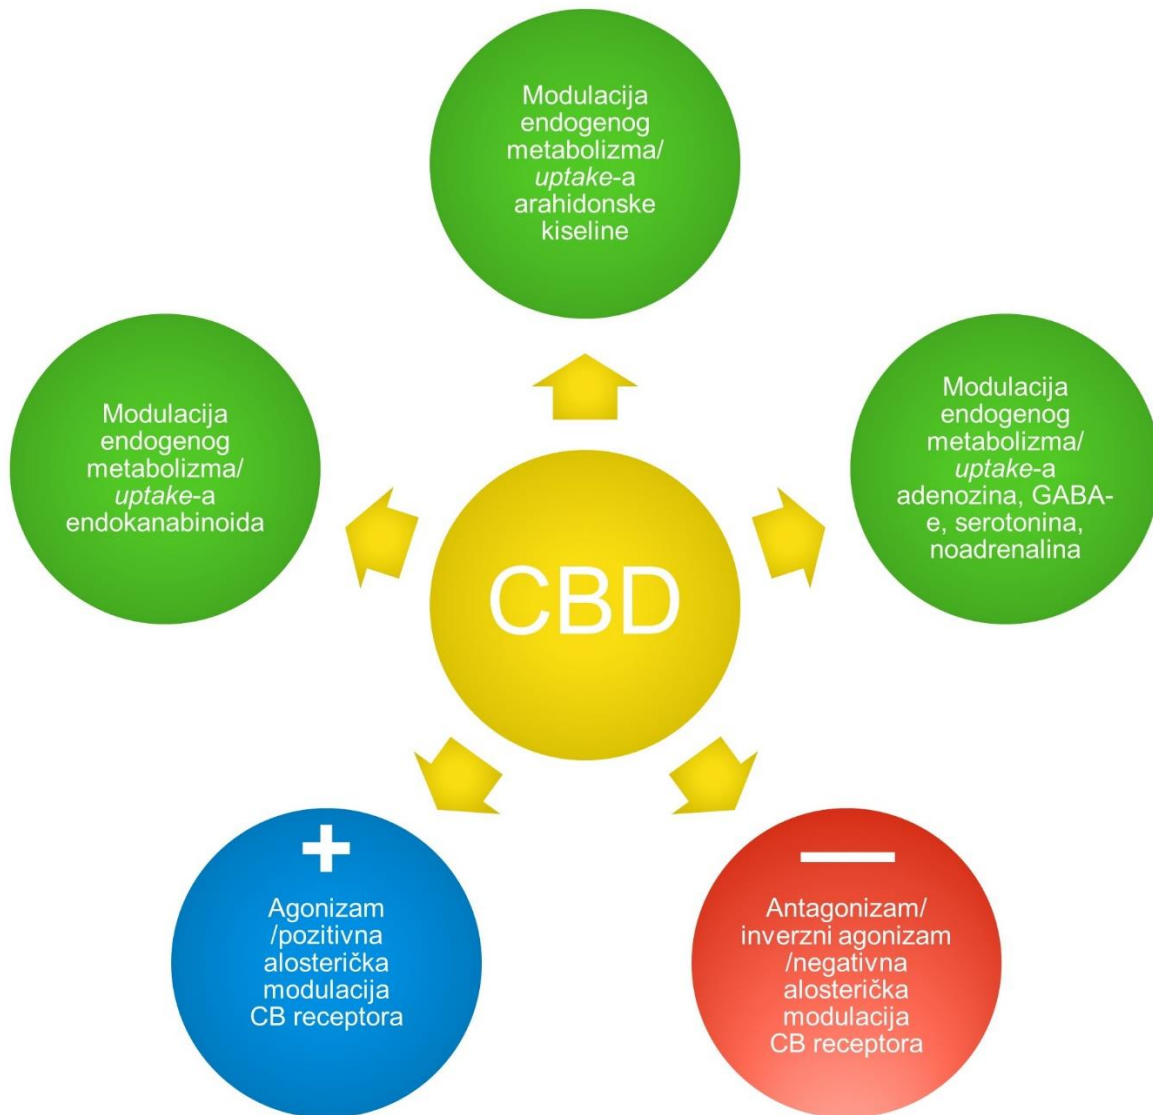 Modulacija
endogenog
metabolizma/
uptake-a
arahidonske
kiseline
Modulacija
endogenog
metabolizma/
uptake-a
endokanabinoida
Modulacija
endogenog
metabolizma/
uptake-a
adenozina, GABA-
e, serotonina,
noadrenalina
CBD
+
Agonizam
/pozitivna
alosterička
modulacija
CB receptora
—
Antagonizam/
inverzni agonizam
/negativna
alosterička
modulacija
CB receptora